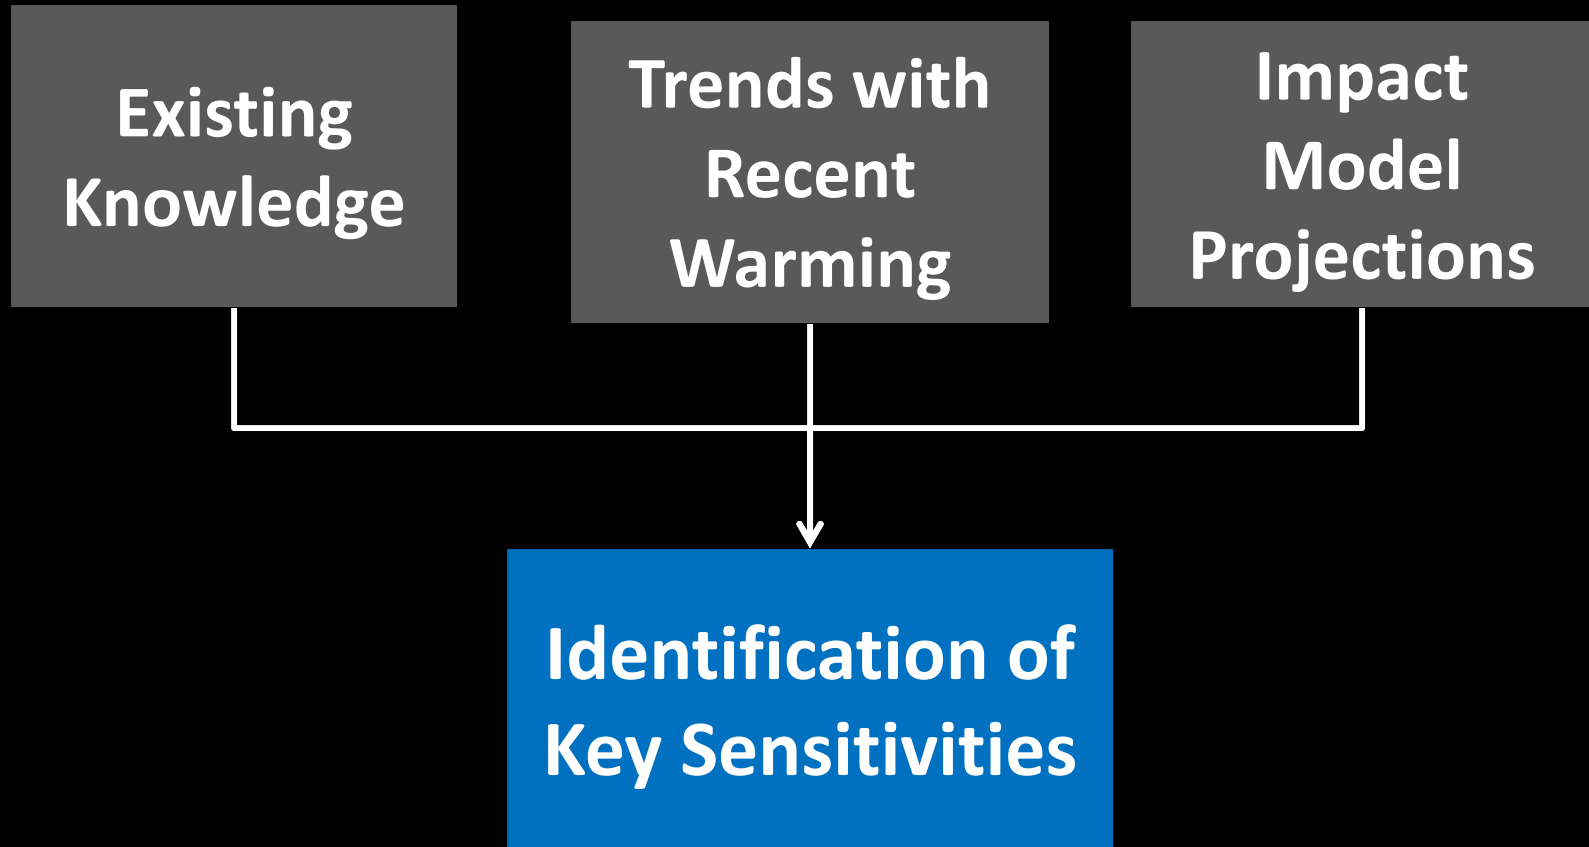 Existing
Knowledge
Trends with
Recent
Warming
Impact
Model
Projections
Identification of
Key Sensitivities